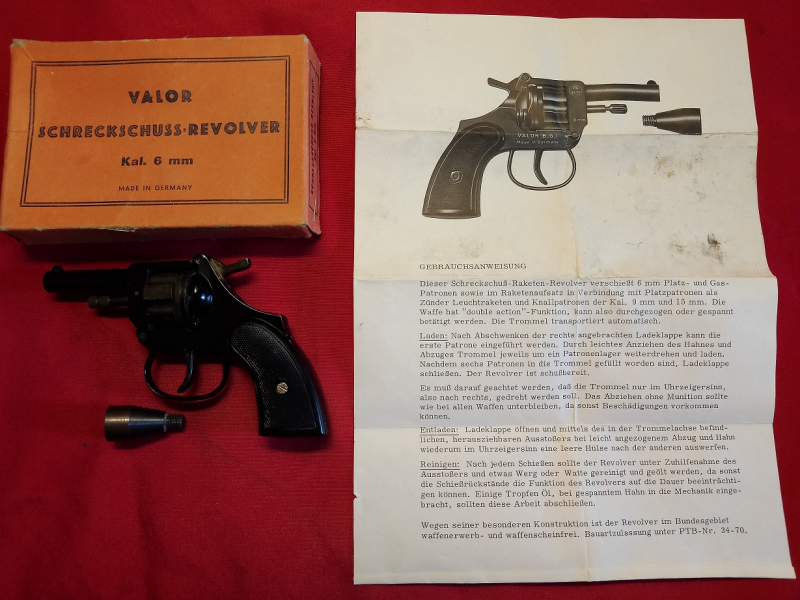 VALOR
SCHRECKSCHUSS-REVOLVER
Kal. 6 mm
MADE IN GERMANY
VALOR B.S.1
Made in Germany
GEBRAUCHSANWEISUNG
Dieser Schreckschuß-Raketen-Revolver verschießt 6 mm Platz- und Gas-
Patronen sowie im Raketenaufsatz in Verbindung mit Platzpatronen als
Zünder Leuchtraketen und Knallpatronen der Kal. 9 mm und 15 mm. Die
Waffe hat "double action"-Funktion, kann also durchgezogen oder gespannt
betätigt werden. Die Trommel transportiert automatisch.
Laden: Nach Abschwenken der rechts angebrachten Ladeklappe kann die
erste Patrone eingeführt werden. Durch leichtes Anziehen des Hahnes und
Abzuges Trommel jeweils um ein Patronenlager weiterdrehen und laden.
Nachdem sechs Patronen in die Trommel gefüllt worden sind, Ladeklappe
schließen. Der Revolver ist schußbereit.
Es muß darauf geachtet werden, daß die Trommel nur im Uhrzeigersinn,
also nach rechts, gedreht werden soll. Das Abziehen ohne Munition sollte
wie bei allen Waffen unterbleiben, da sonst Beschädigungen vorkommen
können.
Entladen: Ladeklappe öffnen und mittels des in der Trommelachse befind-
lichen, herausziehbaren Ausstoßers bei leicht angezogenem Abzug und Hahn
wiederum im Uhrzeigersinn eine leere Hülse nach der anderen auswerfen.
Reinigen: Nach jedem Schießen sollte der Revolver unter Zuhilfenahme des
Ausstoßers und etwas Werg oder Watte gereinigt und geölt werden, da sonst
die Schießrückstände die Funktion des Revolvers auf die Dauer beeinträchti-
gen können. Einige Tropfen Öl, bei gespanntem Hahn in die Mechanik einge-
bracht, sollten diese Arbeit abschließen.
Wegen seiner besonderen Konstruktion ist der Revolver im Bundesgebiet
waffenerwerb- und waffenscheinfrei. Bauartzulassung unter PTB-Nr. 34-70.